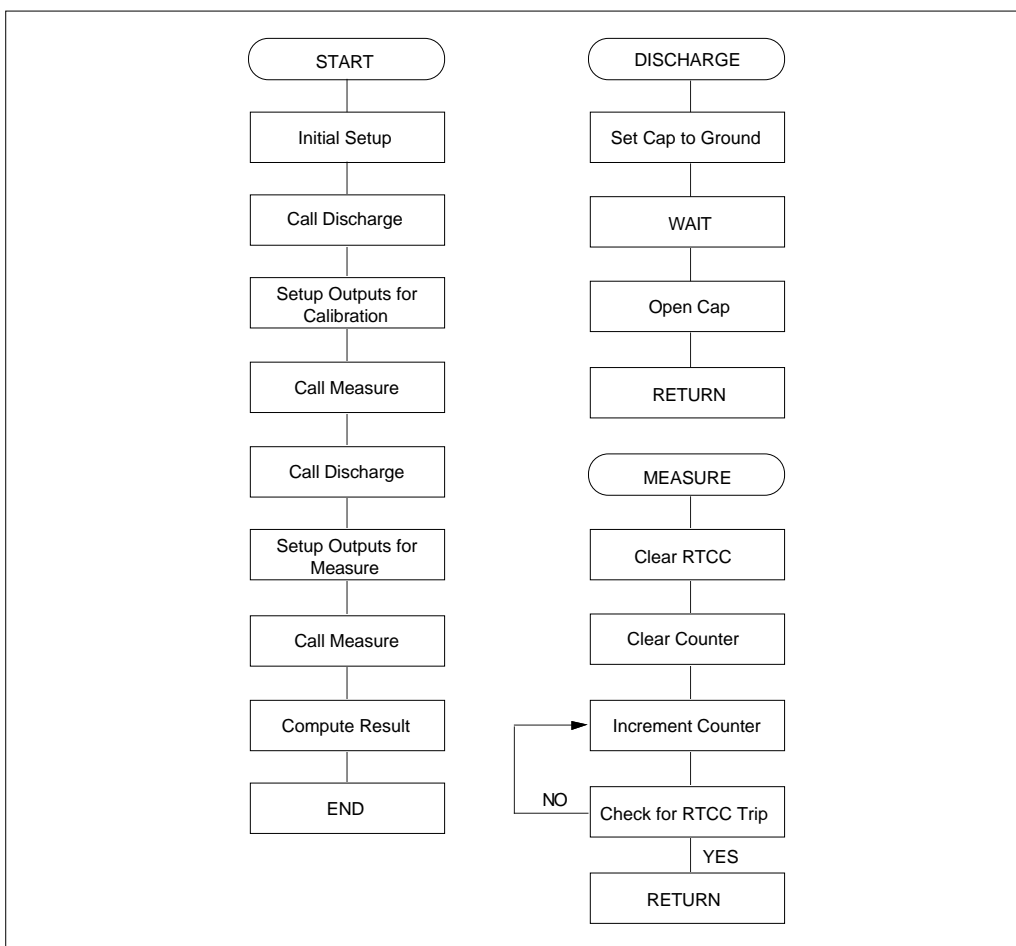 START
Initial Setup
Call Discharge
Setup Outputs for
Calibration
Call Measure
Call Discharge
Setup Outputs for
Measure
Call Measure
Compute Result
END
DISCHARGE
Set Cap to Ground
WAIT
Open Cap
RETURN
MEASURE
Clear RTCC
Clear Counter
Increment Counter
NO
Check for RTCC Trip
YES
RETURN